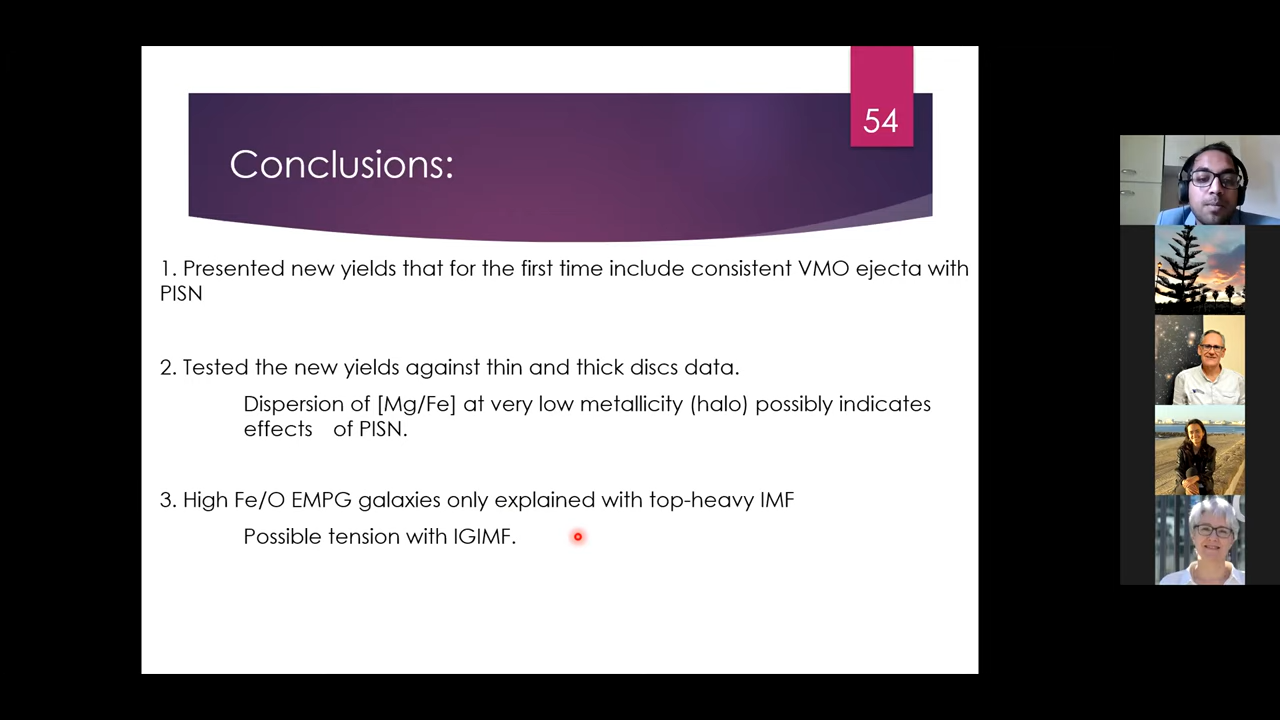 54
Conclusions:
1. Presented new yields that for the first time include consistent VMO ejecta with
PISN
2. Tested the new yields against thin and thick discs data.
Dispersion of [Mg/Fe] at very low metallicity (halo) possibly indicates
effects of PISN.
3. High Fe/O EMPG galaxies only explained with top-heavy IMF
Possible tension with IGIMF.